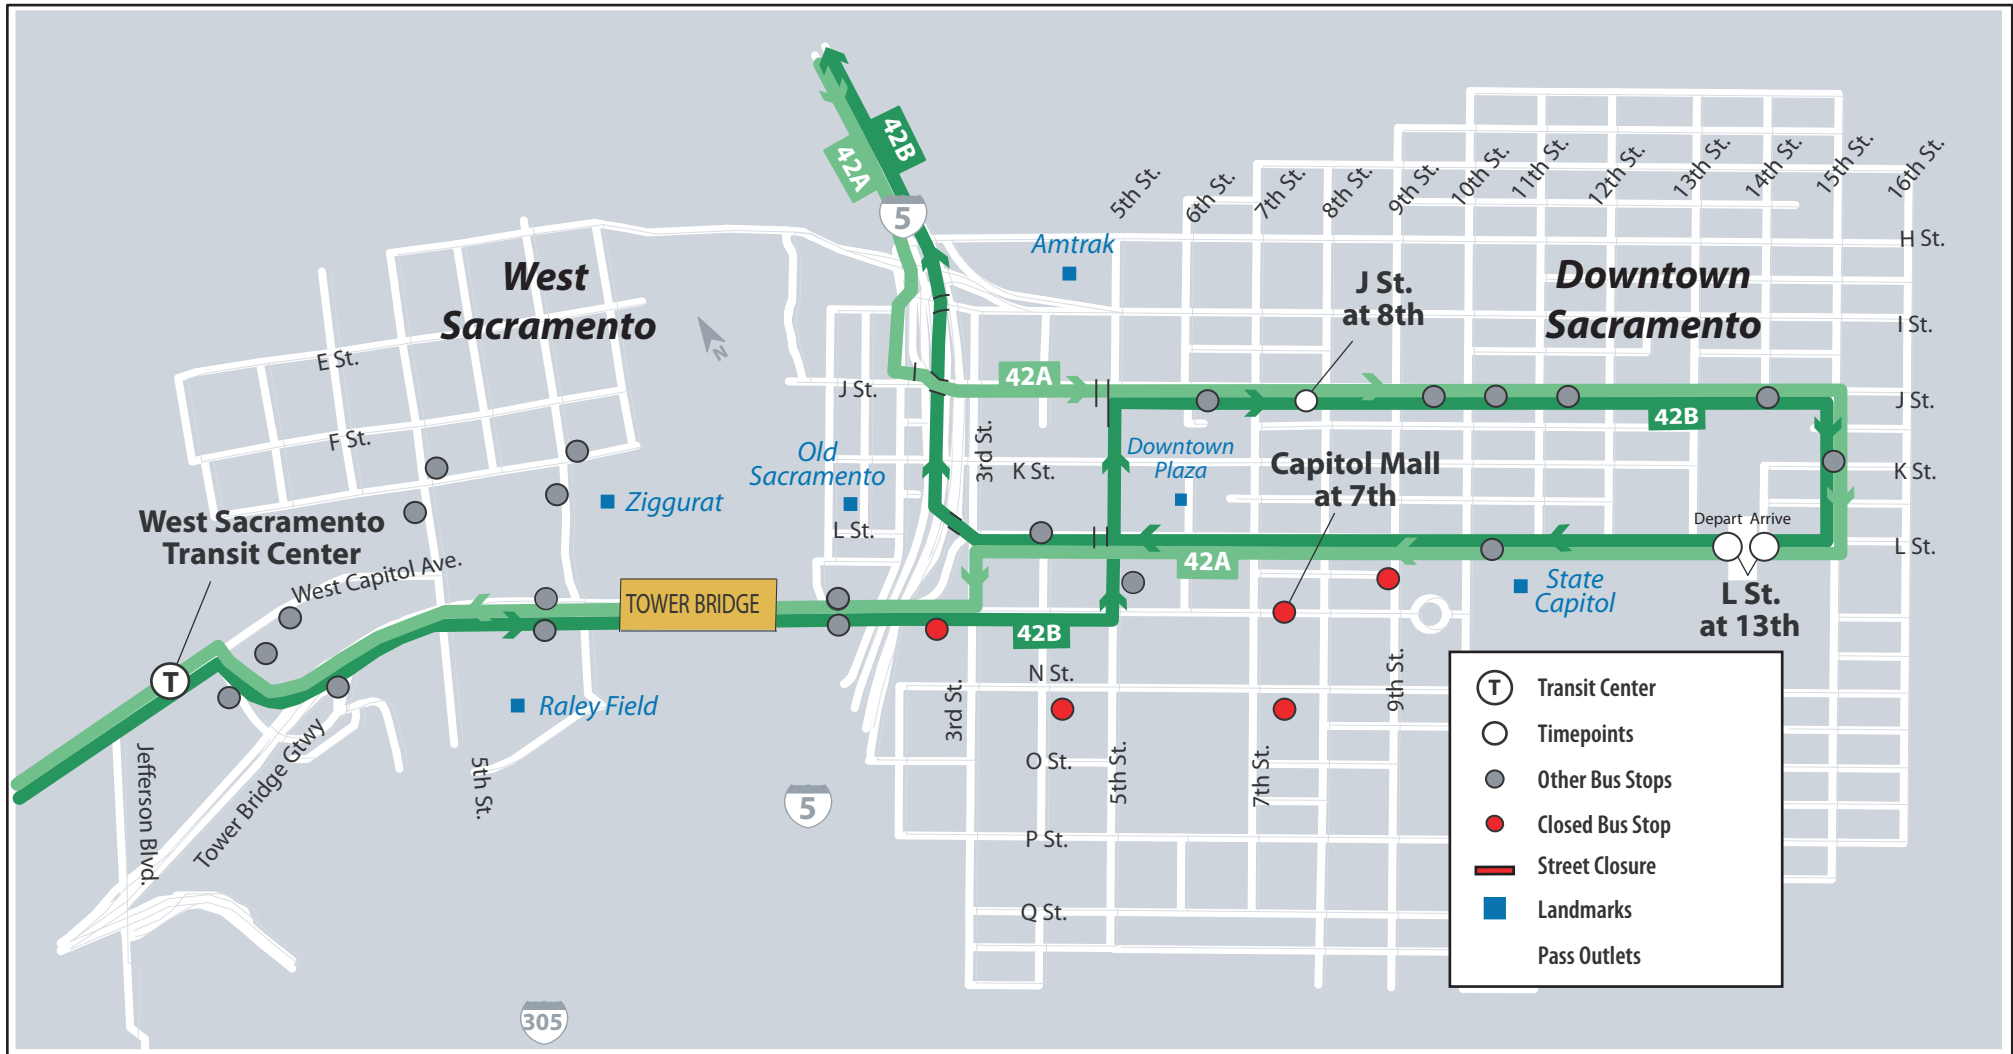 42B
42A
5
5th St.
6th St.
7th St.
8th St.
9th St.
10th St.
11th St.
12th St.
13th St.
14th St.
15th St.
16th St.
H St.
Amtrak
West
Sacramento
N
J St.
at 8th
Downtown
Sacramento
I St.
E St.
42A
J St.
J St.
42B
F St.
3rd St.
Old
Sacramento
K St.
Downtown
Plaza
Capitol Mall
at 7th
K St.
Ziggurat
West Sacramento
Transit Center
L St.
Depart Arrive
L St.
West Capitol Ave.
42A
State
Capitol
TOWER BRIDGE
42B
L St.
at 13th
T
N St.
9th St.
Raley Field
3rd St.
Jefferson Blvd.
Tower Bridge Gtwy
5th St.
O St.
5th St.
7th St.
5
P St.
Q St.
305
T Transit Center
Timepoints
Other Bus Stops
Closed Bus Stop
Street Closure
Landmarks
Pass Outlets